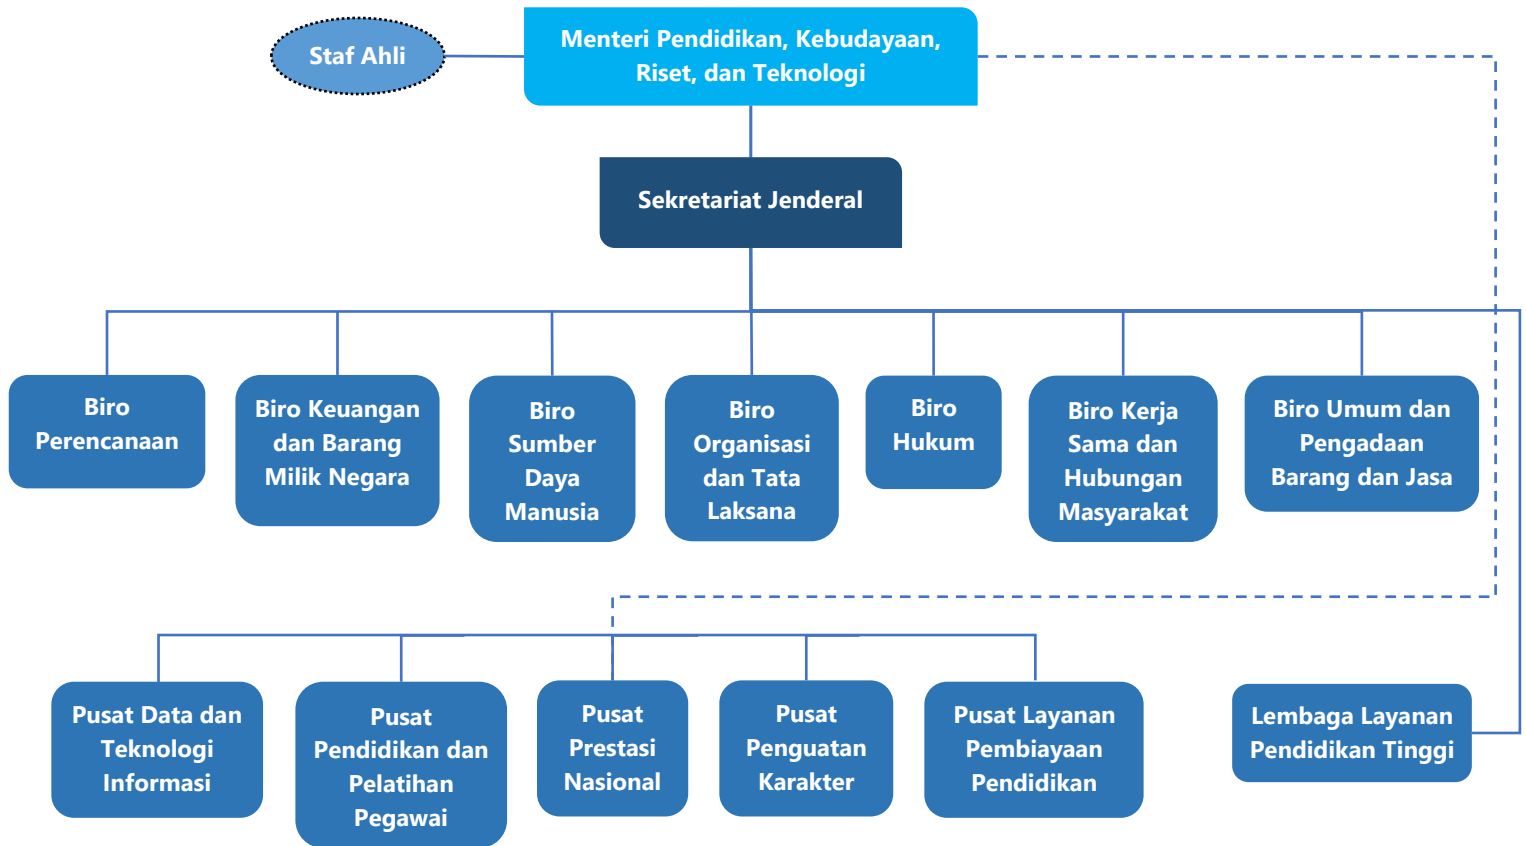 Staf Ahli
Menteri Pendidikan, Kebudayaan,
Riset, dan Teknologi
Sekretariat Jenderal
Biro
Perencanaan
Biro Keuangan
dan Barang
Milik Negara
Biro
Sumber
Daya
Manusia
Biro
Organisasi
dan Tata
Laksana
Biro
Hukum
Biro Kerja
Sama dan
Hubungan
Masyarakat
Biro Umum dan
Pengadaan
Barang dan Jasa
Pusat Data dan
Teknologi
Informasi
Pusat
Pendidikan dan
Pelatihan
Pegawai
Pusat
Prestasi
Nasional
Pusat
Penguatan
Karakter
Pusat Layanan
Pembiayaan
Pendidikan
Lembaga Layanan
Pendidikan Tinggi